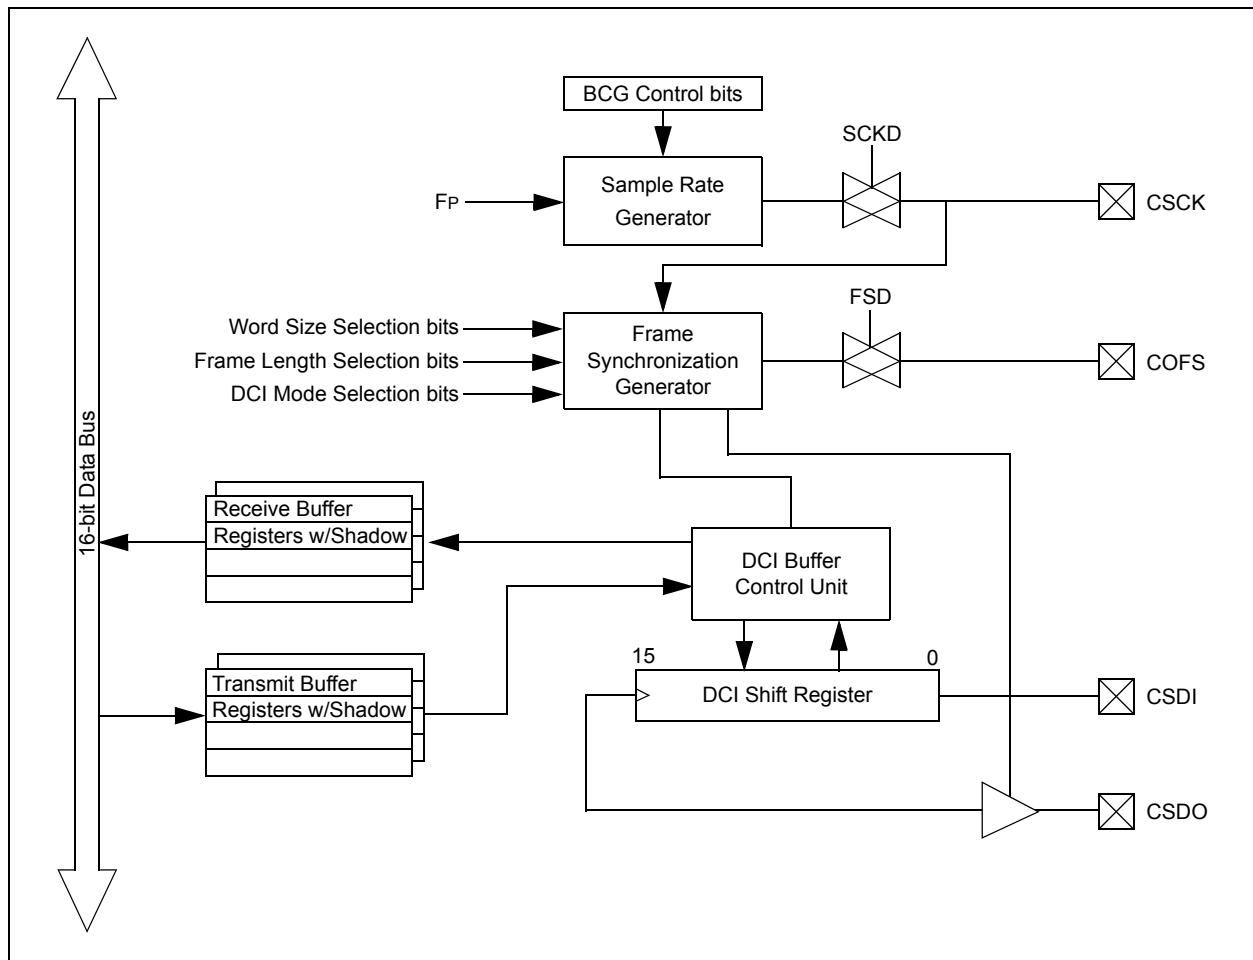 BCG Control bits
SCKD
Sample Rate
Generator
FP
CSCK
FSD
Word Size Selection bits
Frame Length Selection bits
DCI Mode Selection bits
Frame
Synchronization
Generator
COFS
16-bit Data Bus
Receive Buffer
Registers w/Shadow
DCI Buffer
Control Unit
15
0
Transmit Buffer
Registers w/Shadow
DCI Shift Register
CSDI
CSDO